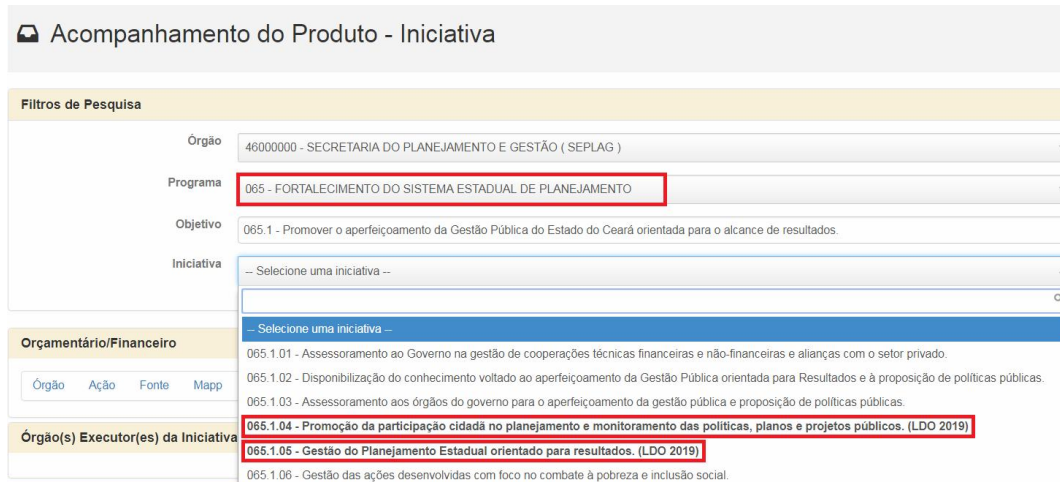 Acompanhamento do Produto - Iniciativa
Filtros de Pesquisa
Órgão
46000000 - SECRETARIA DO PLANEJAMENTO E GESTÃO ( SEPLAG )
Programa
065 - FORTALECIMENTO DO SISTEMA ESTADUAL DE PLANEJAMENTO
Objetivo
065.1 - Promover o aperfeiçoamento da Gestão Pública do Estado do Ceará orientada para o alcance de resultados.
Iniciativa
-- Selecione uma iniciativa --
-- Selecione uma iniciativa --
065.1.01 - Assessoramento ao Governo na gestão de cooperações técnicas financeiras e não-financeiras e alianças com o setor privado.
065.1.02 - Disponibilização do conhecimento voltado ao aperfeiçoamento da Gestão Pública orientada para Resultados e à proposição de políticas públicas.
065.1.03 - Assessoramento aos órgãos do governo para o aperfeiçoamento da gestão pública e proposição de políticas públicas.
065.1.04 - Promoção da participação cidadã no planejamento e monitoramento das políticas, planos e projetos públicos. (LDO 2019)
065.1.05 - Gestão do Planejamento Estadual orientado para resultados. (LDO 2019)
065.1.06 - Gestão das ações desenvolvidas com foco no combate à pobreza e inclusão social.
Orçamentário/Financeiro
Órgão Ação Fonte Mapp
Órgão(s) Executor(es) da Iniciativa